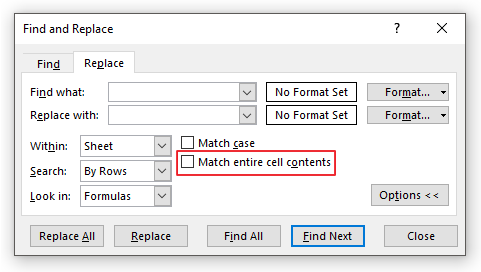 Find and Replace
Find Replace
Find what: No Format Set Format...
Replace with: No Format Set Format...
Within: Sheet Match case
Match entire cell contents
Search: By Rows
Look in: Formulas Options <<
Replace All Replace Find All Find Next Close